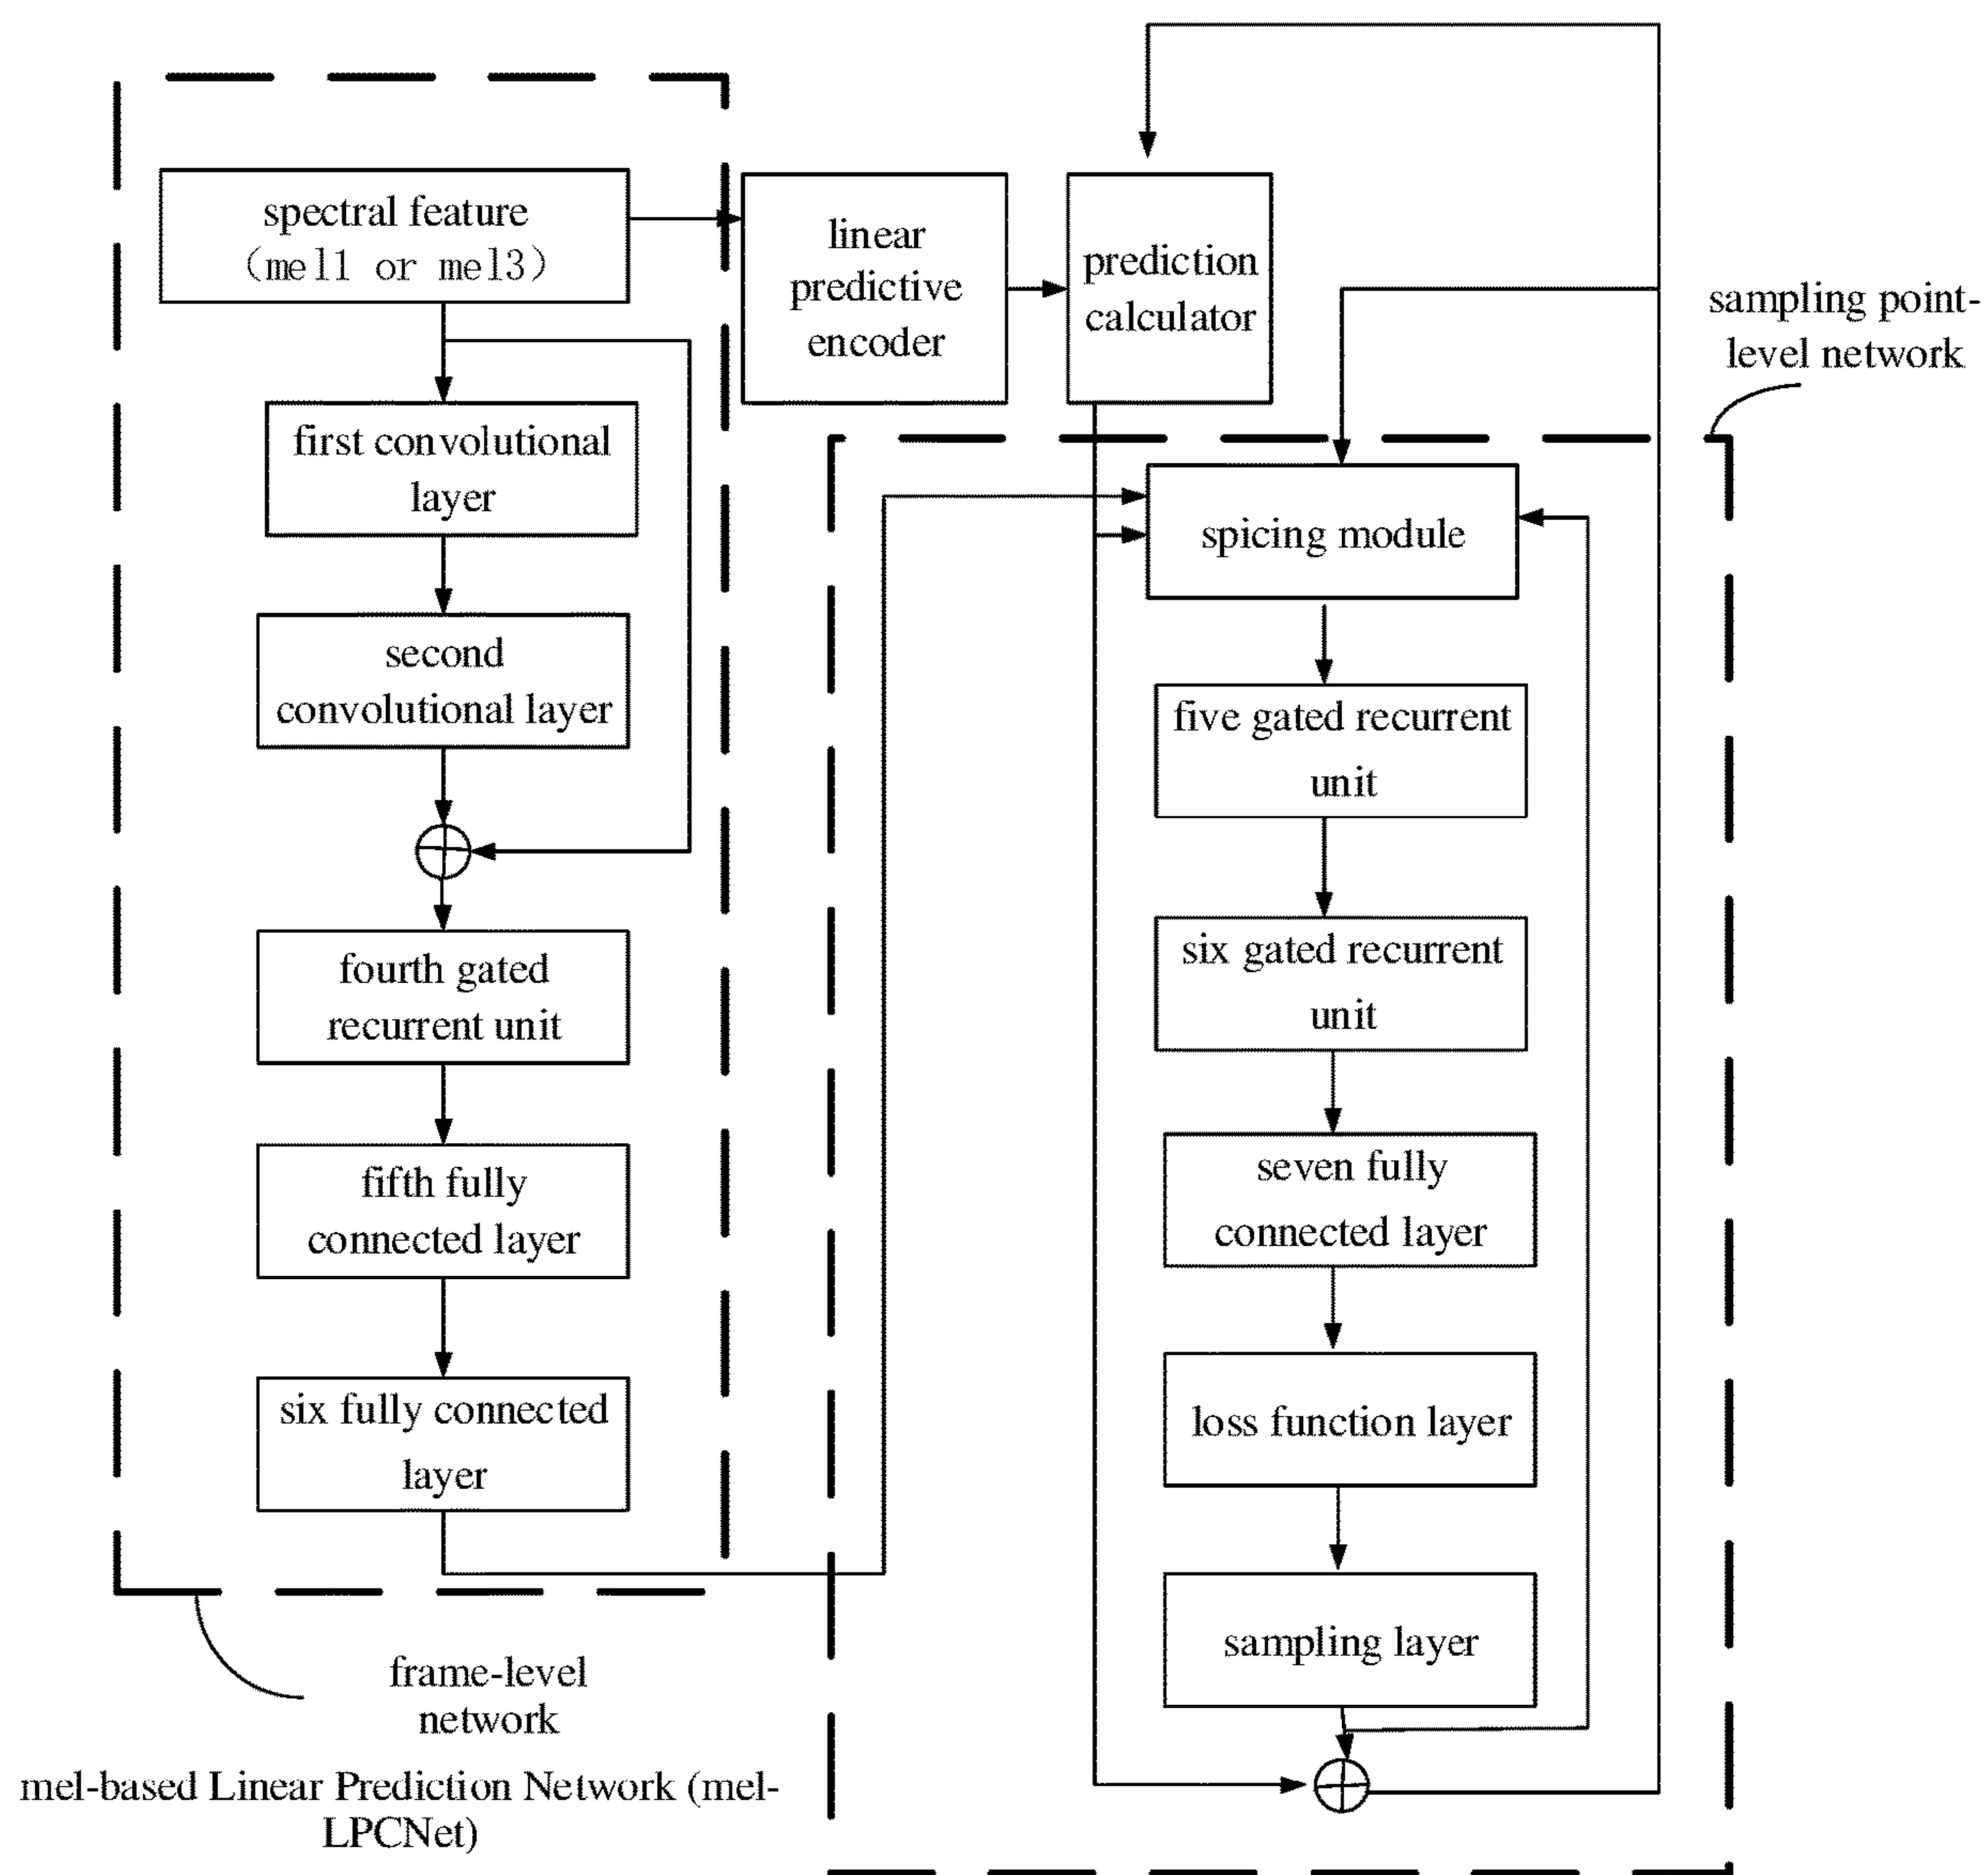 spectral feature
（mel1 or mel3）
first convolutional
layer
second
convolutional layer
fourth gated
recurrent unit
fifth fully
connected layer
six fully connected
layer
frame-level
network
mel-based Linear Prediction Network (mel-
LPCNet)
linear
predictive
encoder
prediction
calculator
sampling point-
level network
spicing module
five gated recurrent
unit
six gated recurrent
unit
seven fully
connected layer
loss function layer
sampling layer